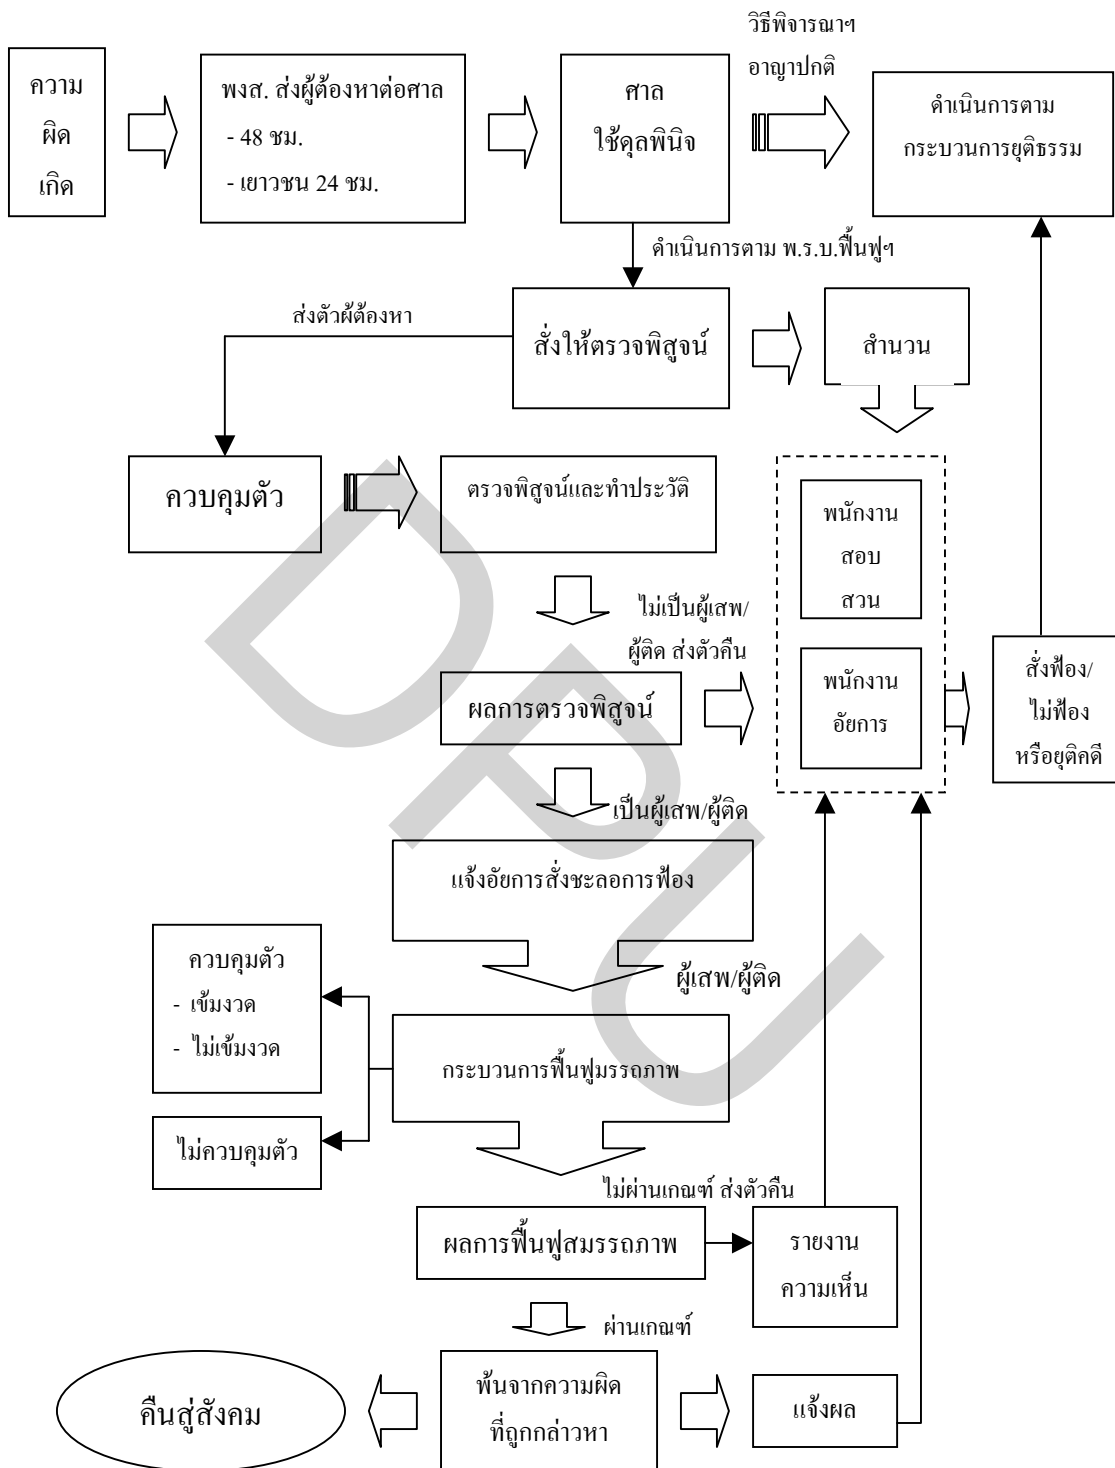 วิธีพิจารณาฯ
อาญาปกติ
ความ
ผิด
เกิด
พงส. ส่งผู้ต้องหาต่อศาล
- 48 ชม.
- เยาวชน 24 ชม.
ศาล
ใช้ดุลพินิจ
ดำเนินการตาม
กระบวนการยุติธรรม
ดำเนินการตาม พ.ร.บ.ฟื้นฟูฯ
ส่งตัวผู้ต้องหา
สั่งให้ตรวจพิสูจน์
สำนวน
ควบคุมตัว
ตรวจพิสูจน์และทำประวัติ
พนักงาน
สอบ
สวน
ไม่เป็นผู้เสพ/
ผู้ติด ส่งตัวคืน
ผลการตรวจพิสูจน์
พนักงาน
อัยการ
สั่งฟ้อง/
ไม่ฟ้อง
หรือยุติคดี
เป็นผู้เสพ/ผู้ติด
แจ้งอัยการสั่งชะลอการฟ้อง
ผู้เสพ/ผู้ติด
ควบคุมตัว
- เข้มงวด
- ไม่เข้มงวด
กระบวนการฟื้นฟูมรรถภาพ
ไม่ควบคุมตัว
ไม่ผ่านเกณฑ์ ส่งตัวคืน
ผลการฟื้นฟูสมรรถภาพ
รายงาน
ความเห็น
ผ่านเกณฑ์
คืนสู่สังคม
พ้นจากความผิด
ที่ถูกกล่าวหา
แจ้งผล
DPU